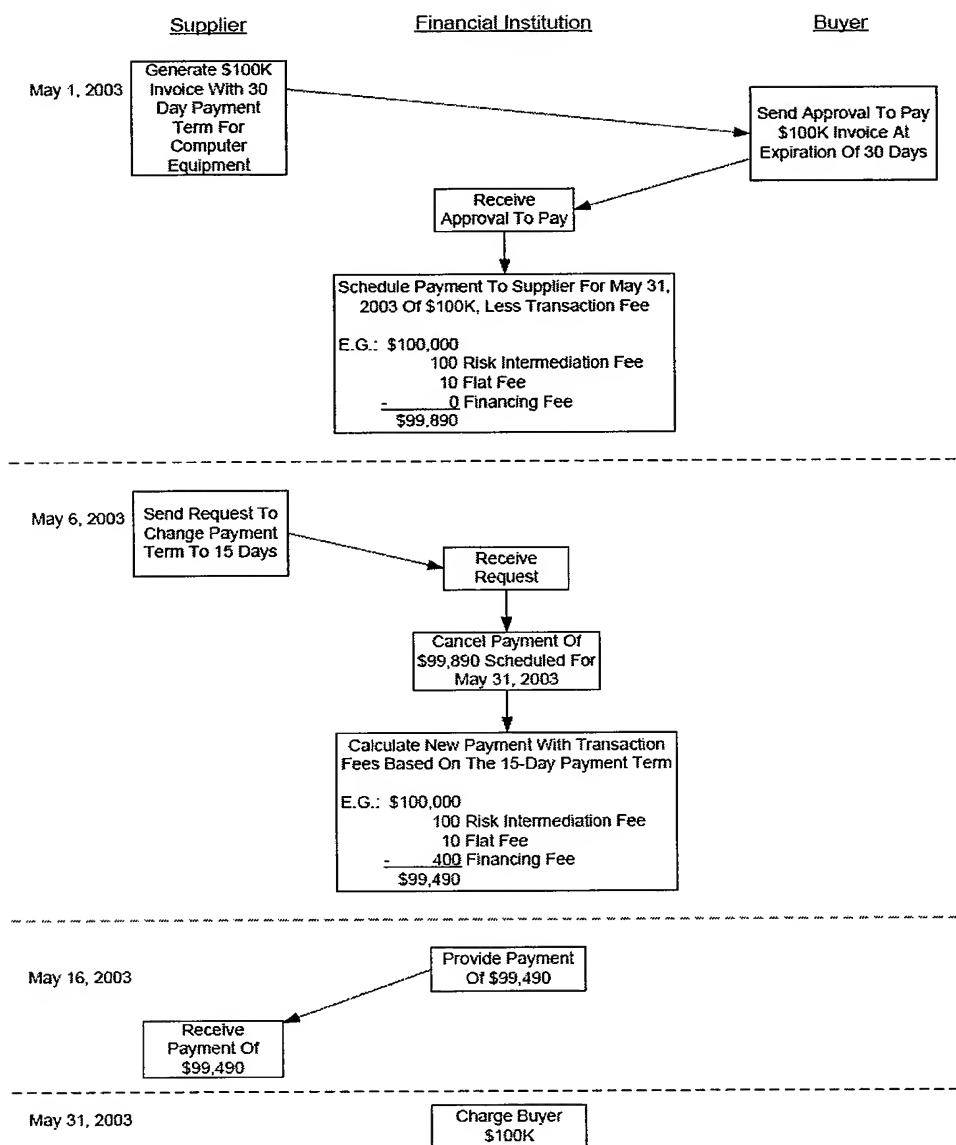 Supplier
Financial Institution
Buyer
May 1, 2003
Generate $100K
Invoice With 30
Day Payment
Term For
Computer
Equipment
Send Approval To Pay
$100K Invoice At
Expiration Of 30 Days
Receive
Approval To Pay
Schedule Payment To Supplier For May 31,
2003 Of $100K, Less Transaction Fee
E.G.: $100,000
100 Risk Intermediation Fee
10 Flat Fee
- 0 Financing Fee
$99,890
May 6, 2003
Send Request To
Change Payment
Term To 15 Days
Receive
Request
Cancel Payment Of
$99,890 Scheduled For
May 31, 2003
Calculate New Payment With Transaction
Fees Based On The 15-Day Payment Term
E.G.: $100,000
100 Risk Intermediation Fee
10 Flat Fee
- 400 Financing Fee
$99,490
May 16, 2003
Provide Payment
Of $99,490
Receive
Payment Of
$99,490
May 31, 2003
Charge Buyer
$100K